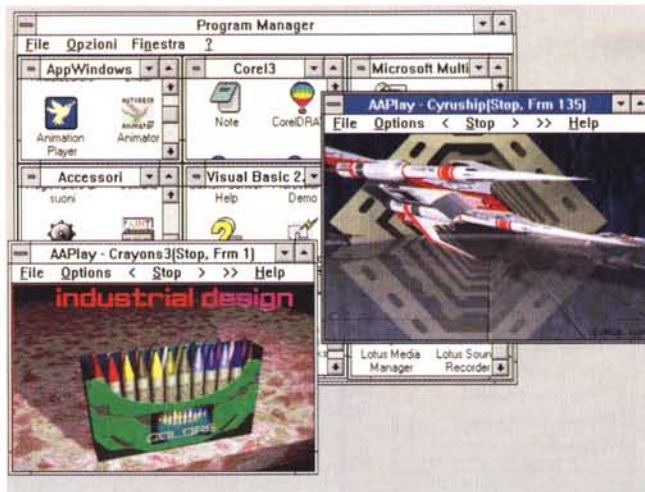 Program Manager
File Opzioni Finestra ?
AppWindows
Corel3
Microsoft Multi
Note
CorelDRA
Animation
Player
AUTODESK
ANIMATOR
Animator
AAPlay - Cyruship(Stop, Frm 135)
File Options < Stop > >> Help
Accessori
Visual Basic 2.
suoni
Help
Demo
AAPlay - Crayons3(Stop, Frm 1)
File Options < Stop > >> Help
industrial design
COLORS
Lotus Media
Manager
Lotus Soun
Recorder